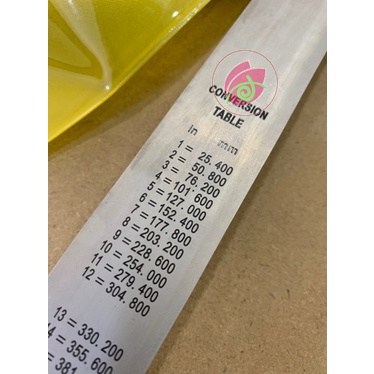 CONVERSION
TABLE
In mm
1 = 25.400
2 = 50.800
3 = 76.200
4 = 101.600
5 = 127.000
6 = 152.400
7 = 177.800
8 = 203.200
9 = 228.600
10 = 254.000
11 = 279.400
12 = 304.800
13 = 330.200
14 = 355.600
= 381.